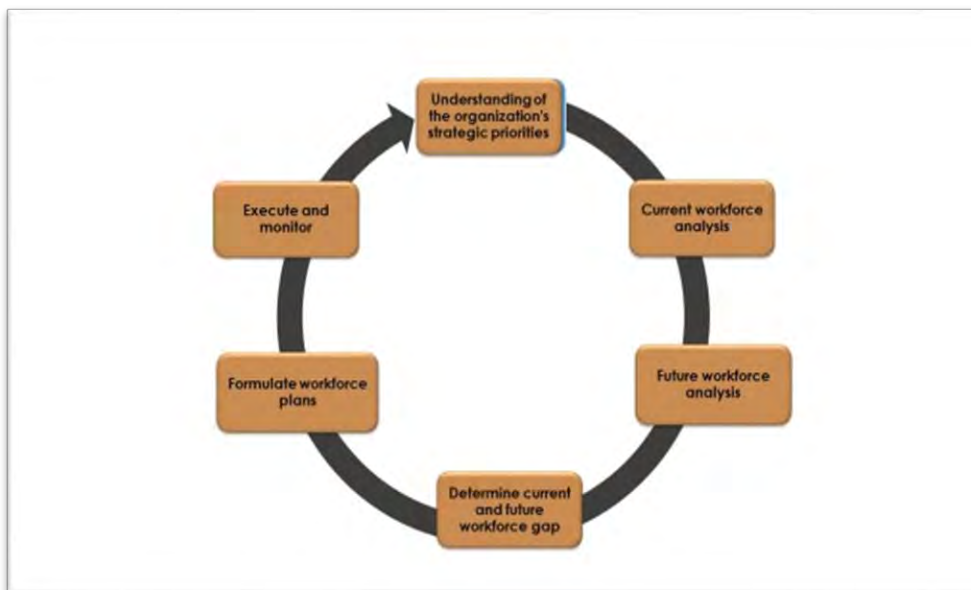 Understanding of
the organization's
strategic priorities
Current workforce
analysis
Future workforce
analysis
Determine current
and future
workforce gap
Formulate workforce
plans
Execute and
monitor